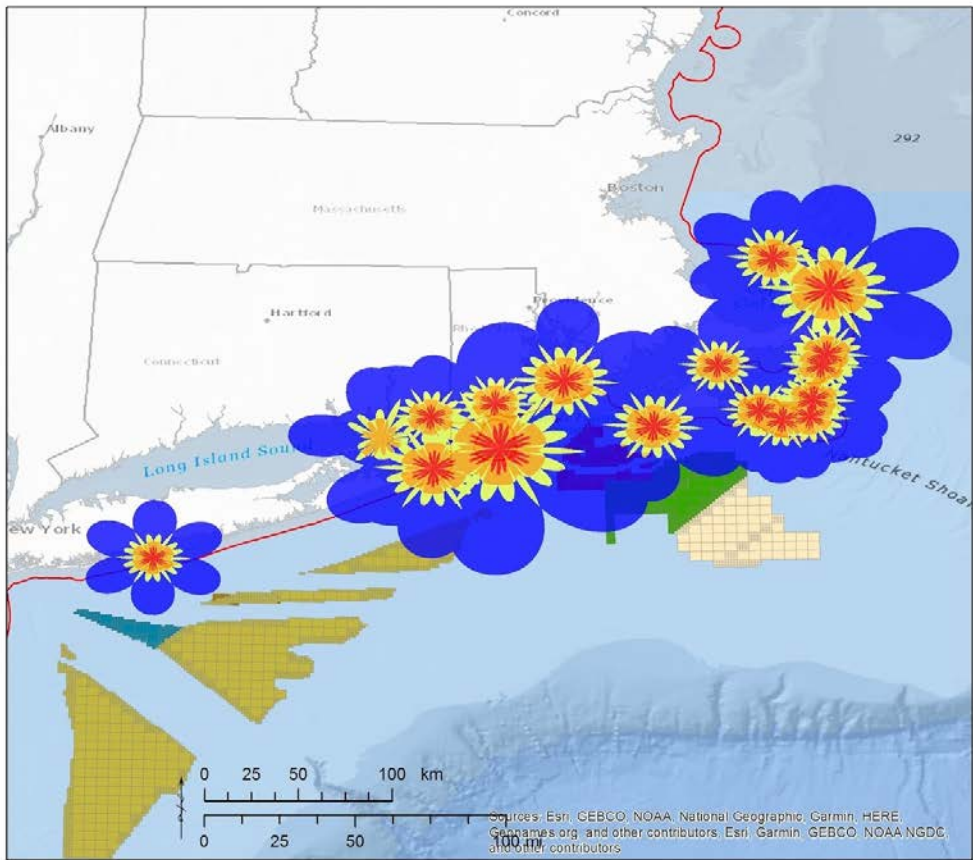 Concord
Albany
292
Boston
Massachusetts
Providence
Hartford
Connecticut
Long Island Sound
ew York
Nantucket Shoal
0 25 50 100 km
0 25 50 100 mi
Sources: Esri, GEBCO, NOAA, National Geographic, Garmin, HERE,
Geonames.org, and other contributors, Esri, Garmin, GEBCO, NOAA NGDC,
and other contributors